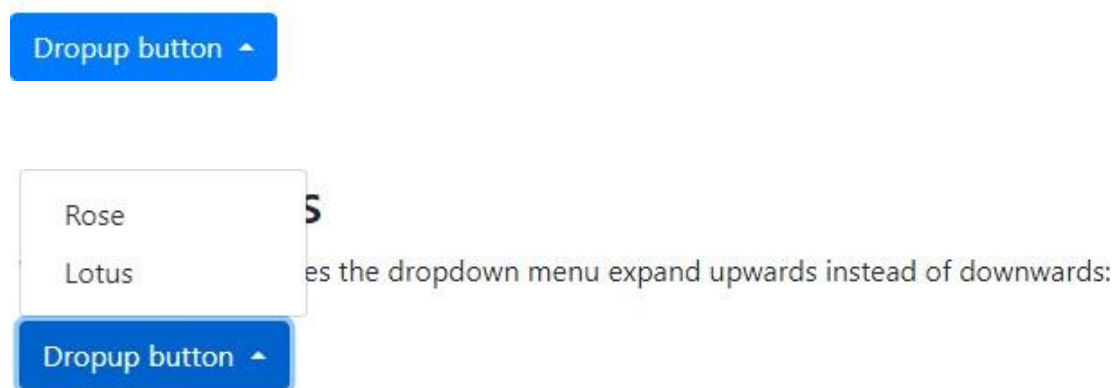 Dropup button
Rose
s
Lotus
es the dropdown menu expand upwards instead of downwards:
Dropup button